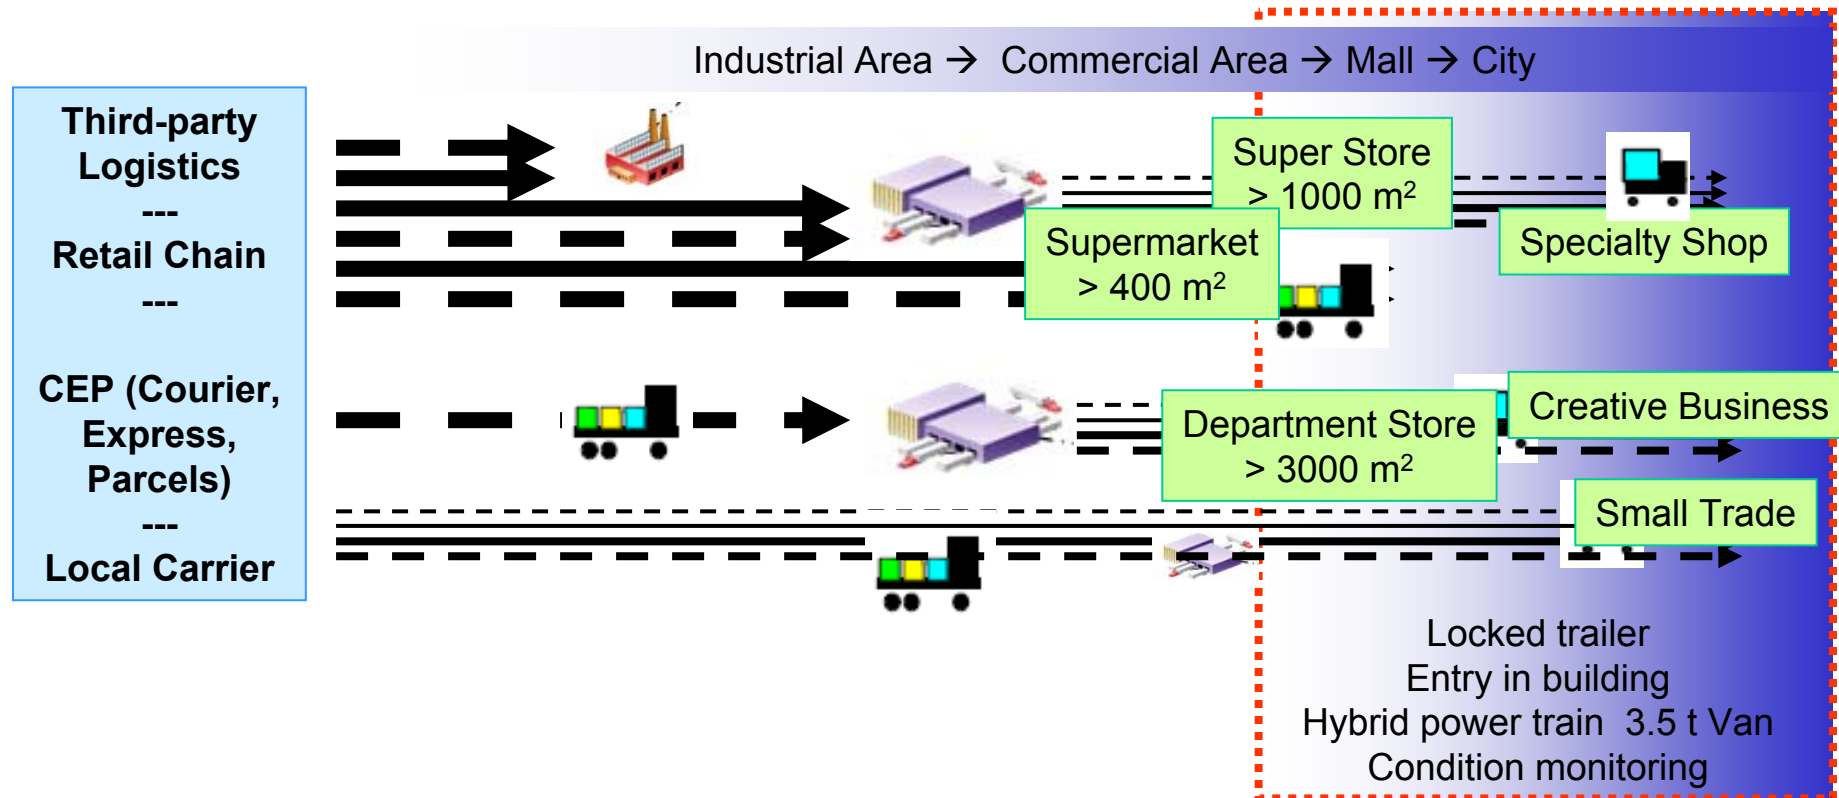 Industrial Area → Commercial Area → Mall → City
Third-party
Logistics
---
Retail Chain
---
CEP (Courier,
Express,
Parcels)
---
Local Carrier
Super Store
> 1000 m²
Supermarket
> 400 m²
Specialty Shop
Department Store
> 3000 m²
Creative Business
Small Trade
Locked trailer
Entry in building
Hybrid power train 3.5 t Van
Condition monitoring